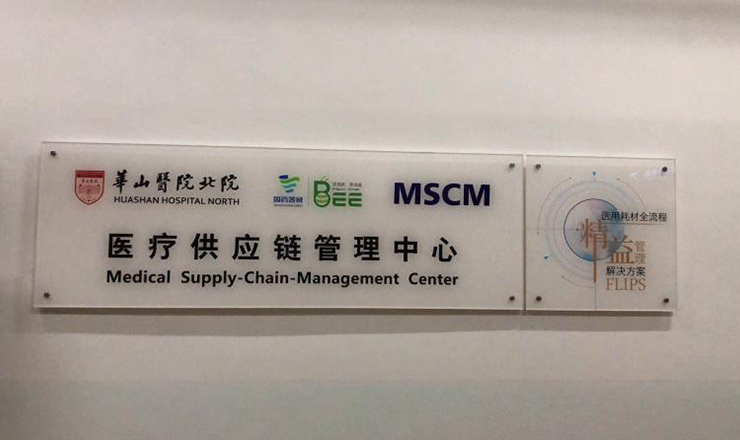 華山醫院北院
HUASHAN HOSPITAL NORTH
国药器械
BEE
MSCM
医疗供应链管理中心
Medical Supply-Chain-Management Center
医用耗材全流程
精益管理
解决方案
FLIPS